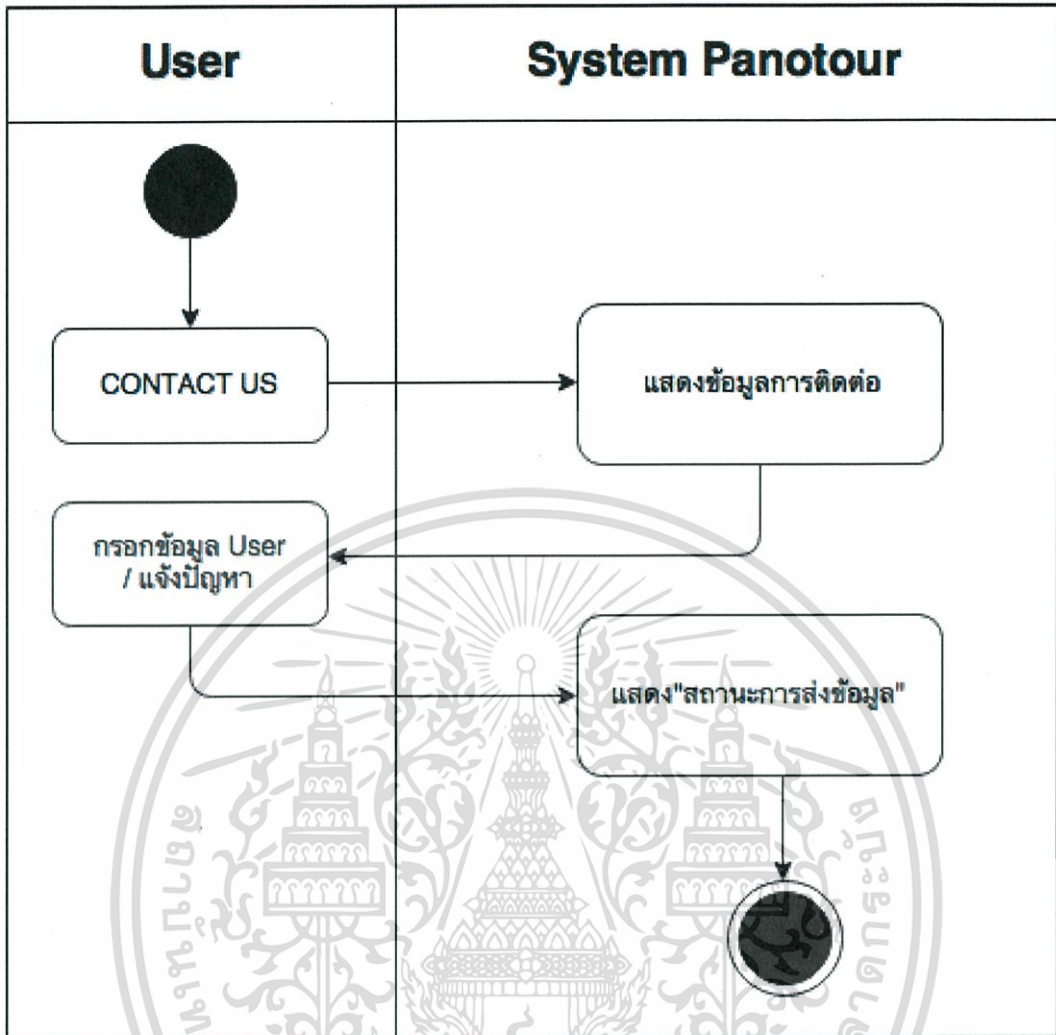 User
System Panotour
CONTACT US
แสดงข้อมูลการติดต่อ
กรอกข้อมูล User
/ แจ้งปัญหา
แสดง"สถานะการส่งข้อมูล"